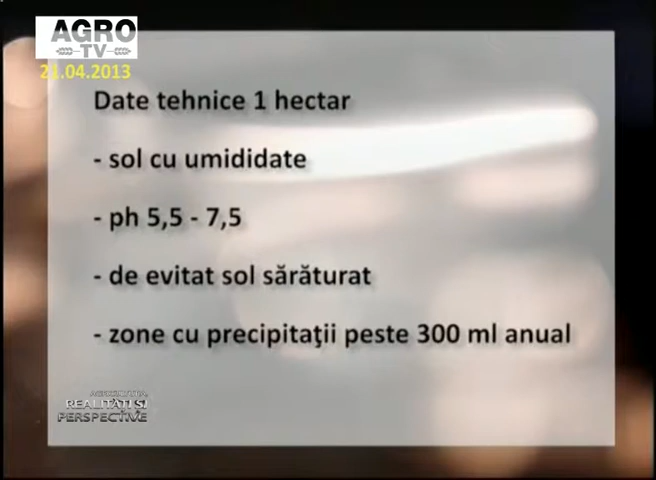 AGRO
TV
21.04.2013
Date tehnice 1 hectar
- sol cu umididate
- ph 5,5 - 7,5
- de evitat sol sărăturat
- zone cu precipitaţii peste 300 ml anual
REALITĂŢI ŞI
PERSPECTIVE